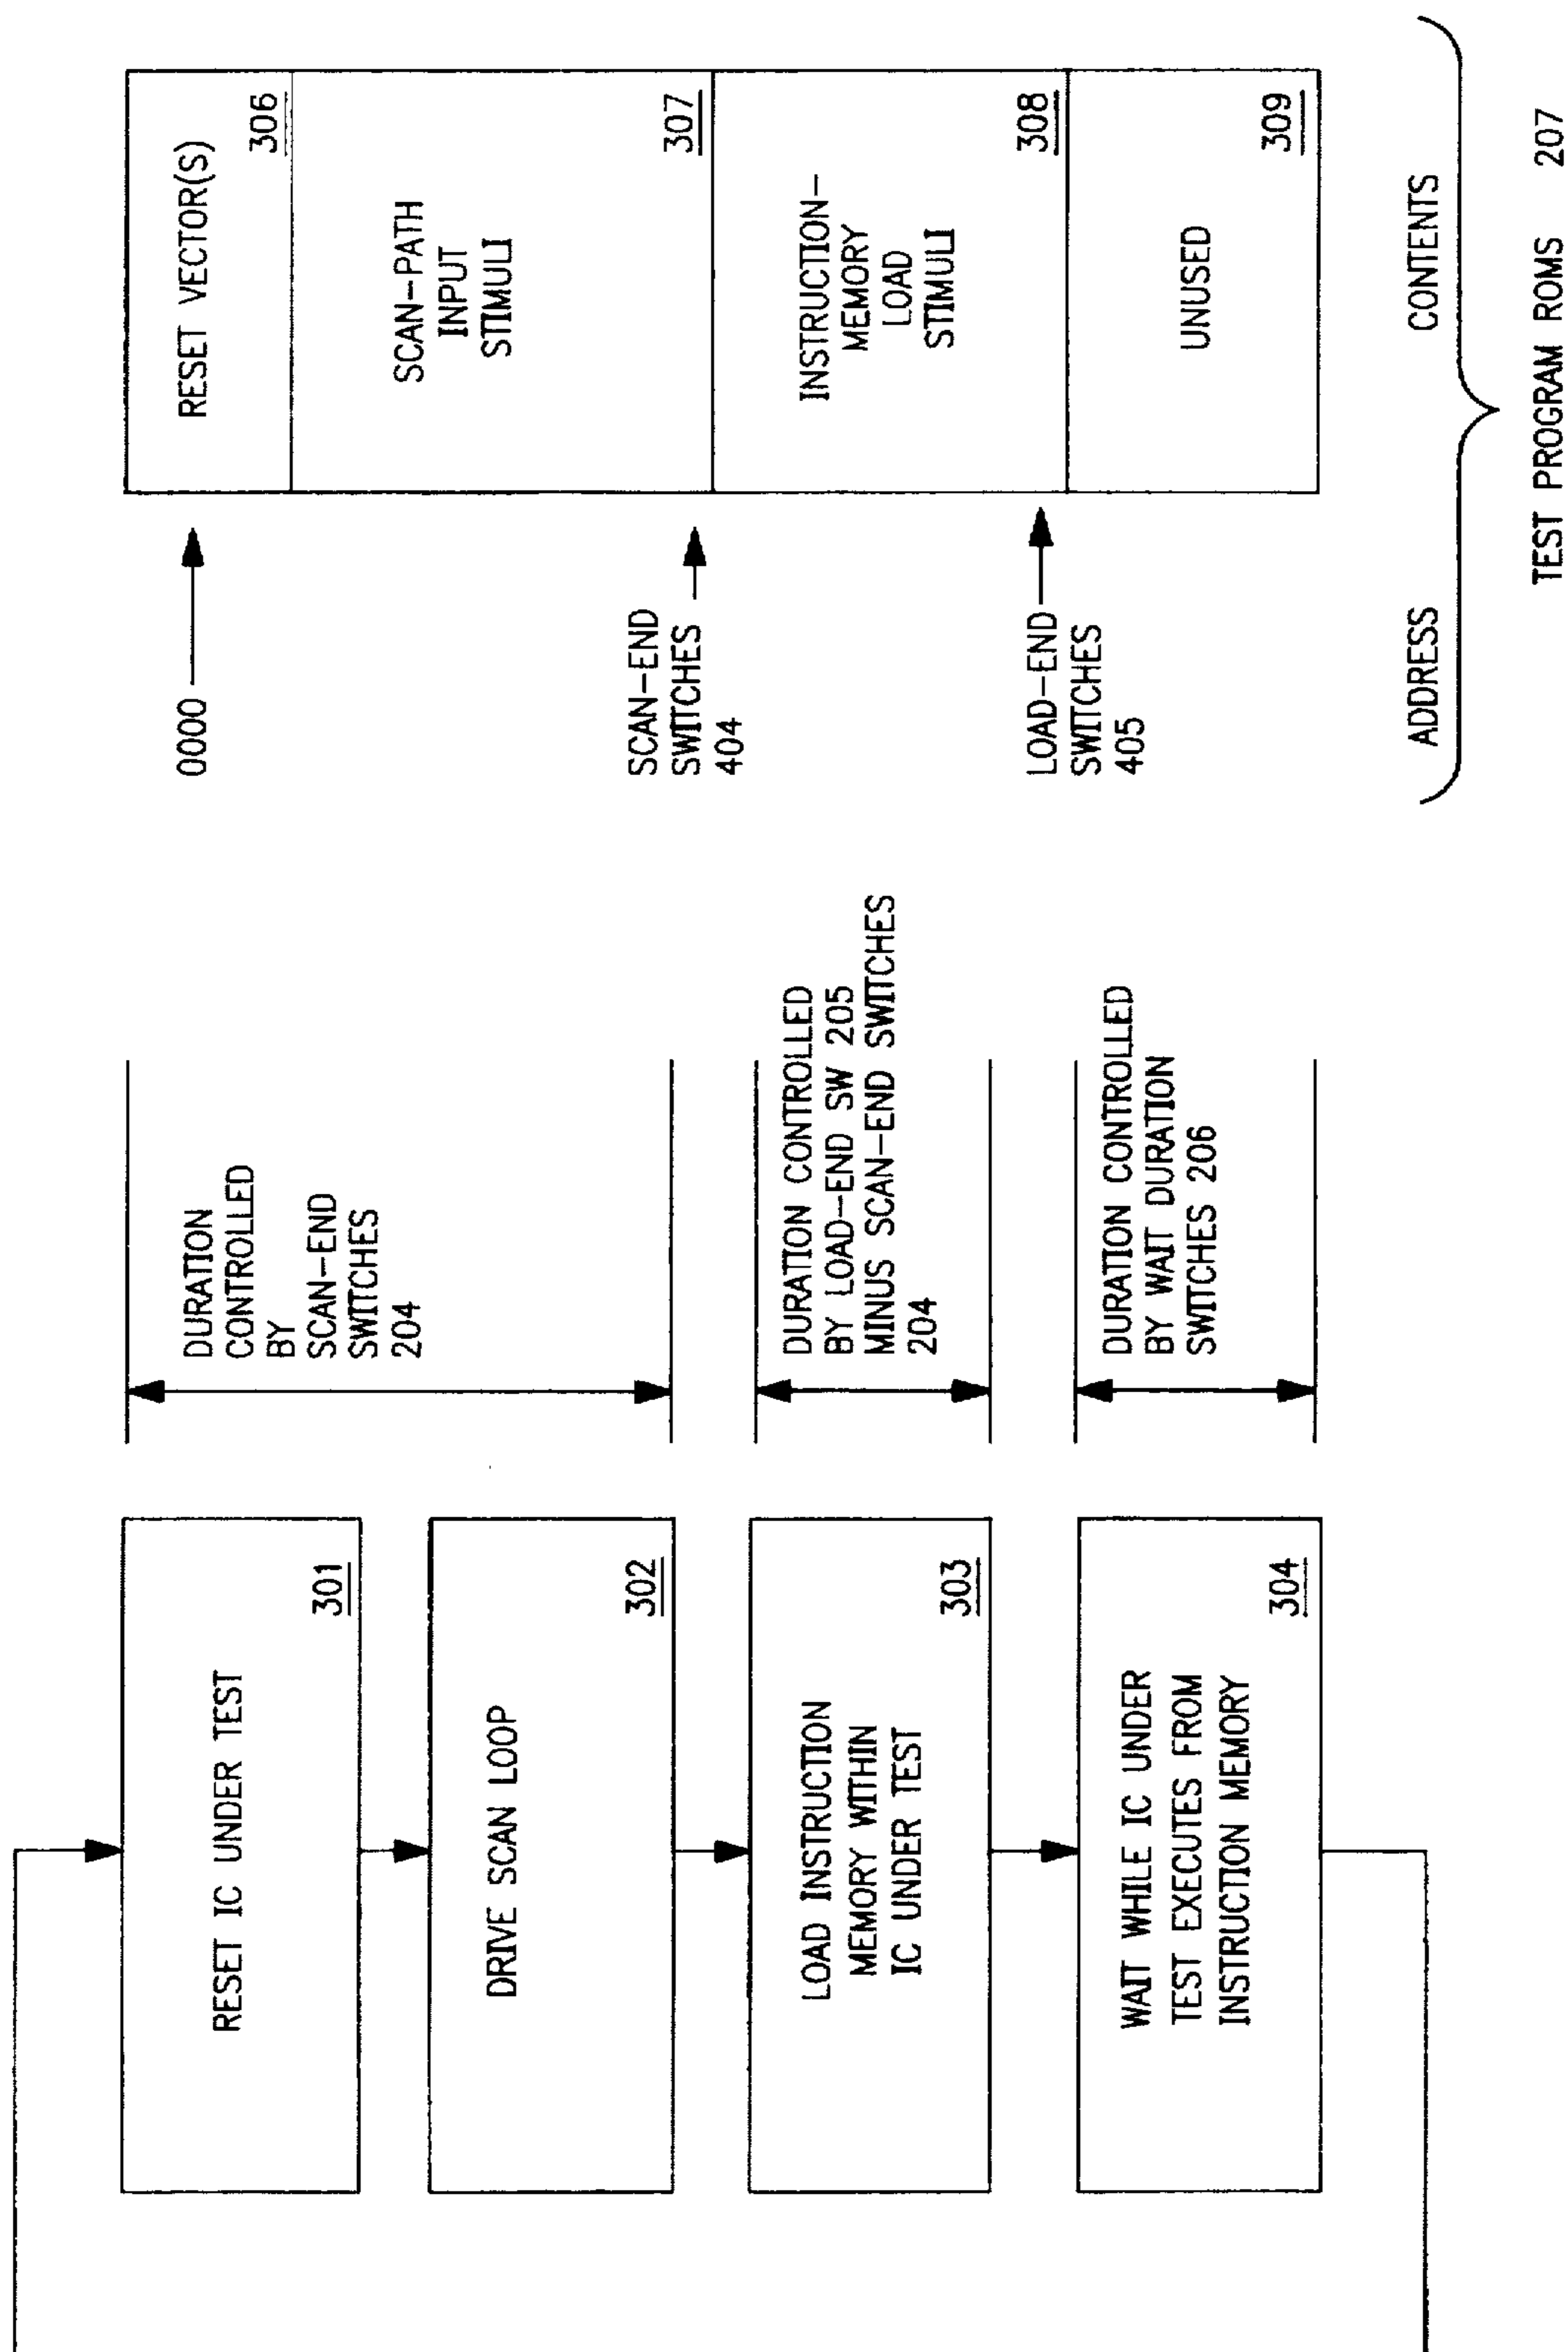 RESET IC UNDER TEST
301
DRIVE SCAN LOOP
302
LOAD INSTRUCTION
MEMORY WITHIN
IC UNDER TEST
303
WAIT WHILE IC UNDER
TEST EXECUTES FROM
INSTRUCTION MEMORY
304
DURATION
CONTROLLED
BY
SCAN-END
SWITCHES
204
DURATION CONTROLLED
BY LOAD-END SW 205
MINUS SCAN-END SWITCHES
204
DURATION CONTROLLED
BY WAIT DURATION
SWITCHES 206
0000
SCAN-END
SWITCHES
404
LOAD-END
SWITCHES
405
RESET VECTOR(S)
306
SCAN-PATH
INPUT
STIMULI
307
INSTRUCTION-
MEMORY
LOAD
STIMULI
308
UNUSED
309
ADDRESS CONTENTS
TEST PROGRAM ROMS 207